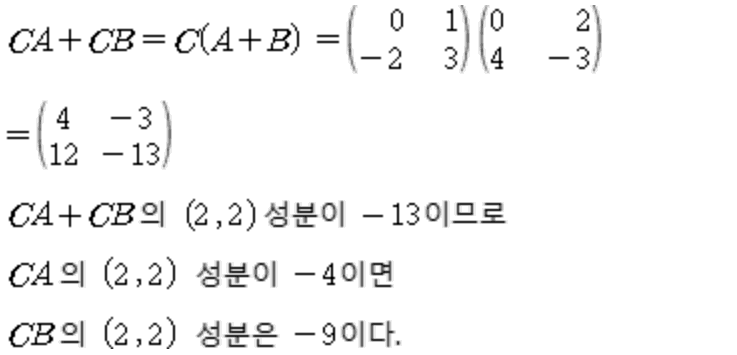 CA+CB=C(A+B) =(0 1 -2 3)(0 2 4 -3)
=(4 -3 12 -13)
CA+CB의 (2,2)성분이 -13이므로
CA의 (2,2) 성분이 -4이면
CB의 (2,2) 성분은 -9이다.